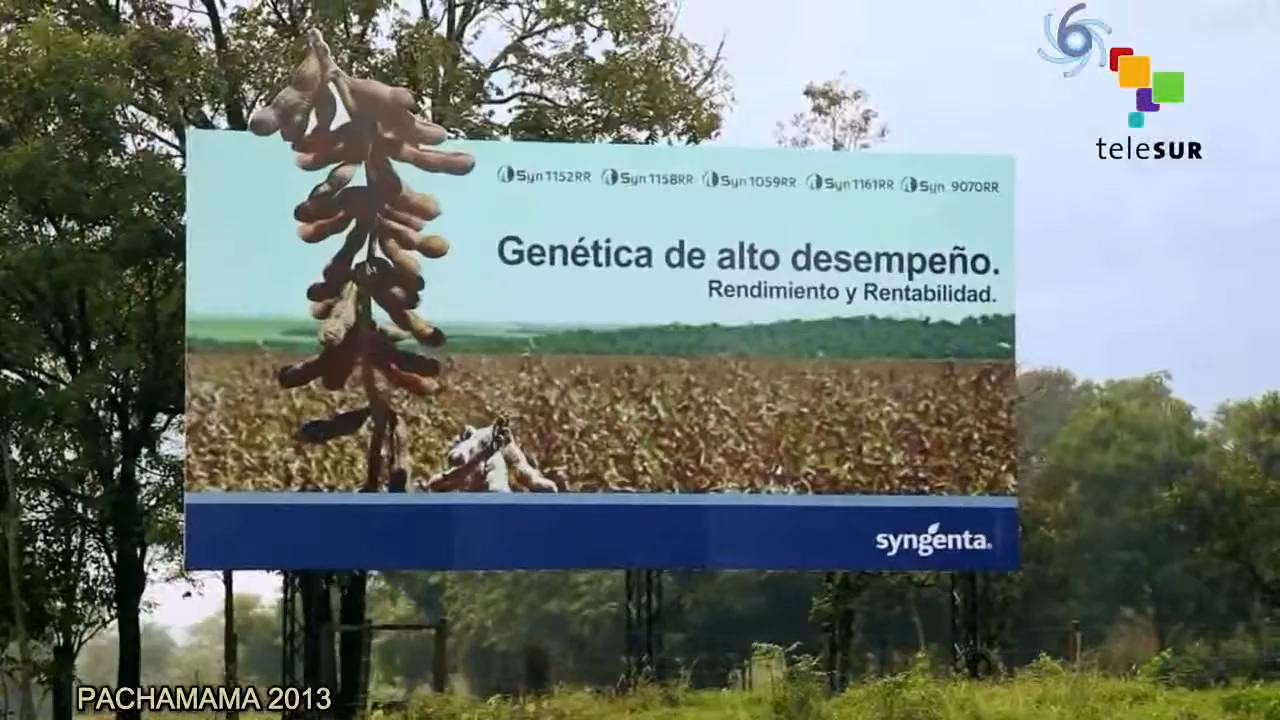 6
teleSUR
Syn 1152RR Syn 1158RR Syn 1059RR Syn 1161RR Syn 9070RR
Genética de alto desempeño.
Rendimiento y Rentabilidad.
syngenta®
PACHAMAMA 2013